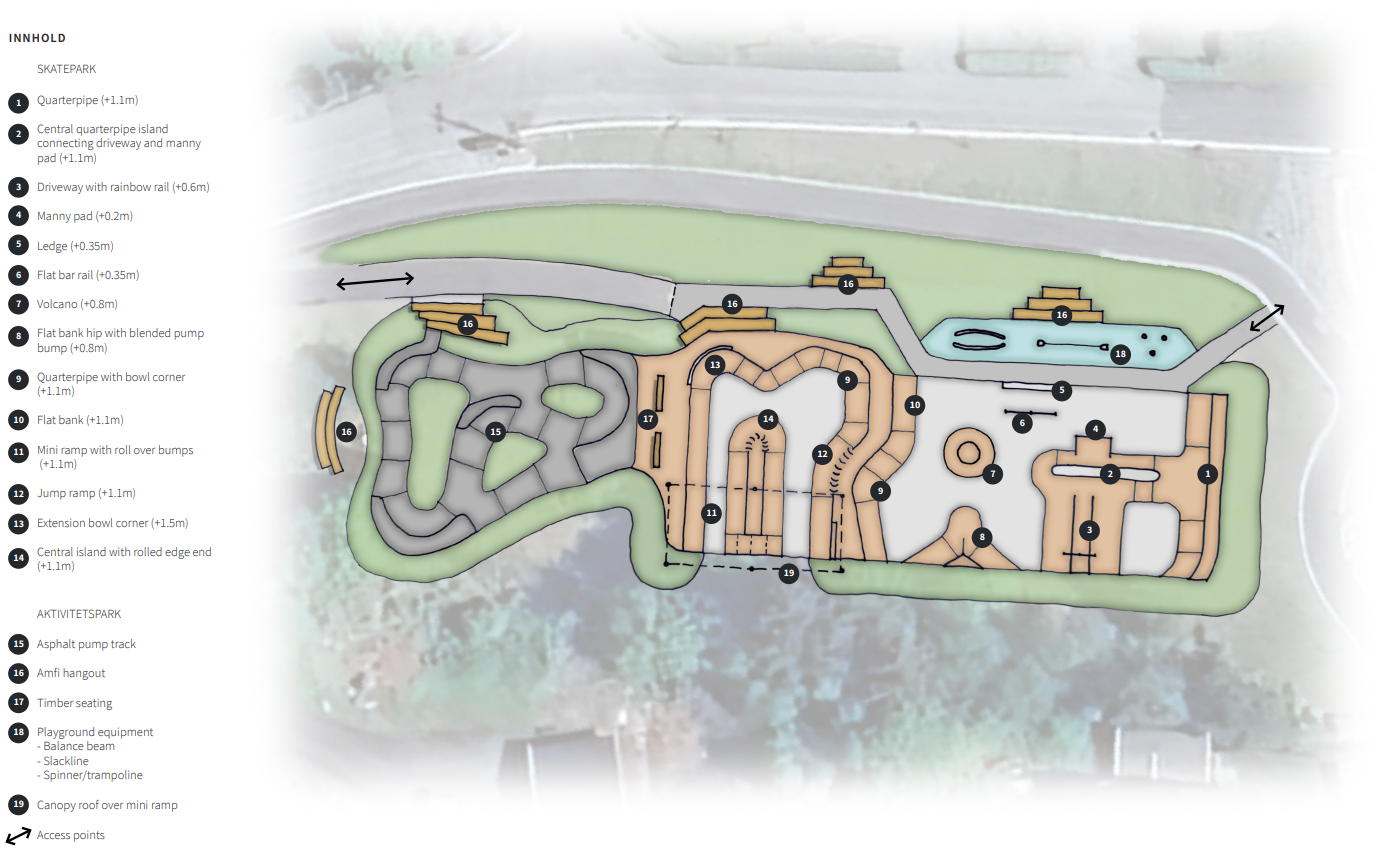 INNHOLD
SKATEPARK
1 Quarterpipe (+1.1m)
2 Central quarterpipe island
connecting driveway and manny
pad (+1.1m)
3 Driveway with rainbow rail (+0.6m)
4 Manny pad (+0.2m)
5 Ledge (+0.35m)
6 Flat bar rail (+0.35m)
7 Volcano (+0.8m)
8 Flat bank hip with blended pump
bump (+0.8m)
9 Quarterpipe with bowl corner
(+1.1m)
10 Flat bank (+1.1m)
11 Mini ramp with roll over bumps
(+1.1m)
12 Jump ramp (+1.1m)
13 Extension bowl corner (+1.5m)
14 Central island with rolled edge end
(+1.1m)
AKTIVITETSPARK
15 Asphalt pump track
16 Amfi hangout
17 Timber seating
18 Playground equipment
- Balance beam
- Slackline
- Spinner/trampoline
19 Canopy roof over mini ramp
Access points
16
16
16
16
18
13
9
5
10
17
14
6
4
16
15
12
7
2
1
9
11
3
8
19